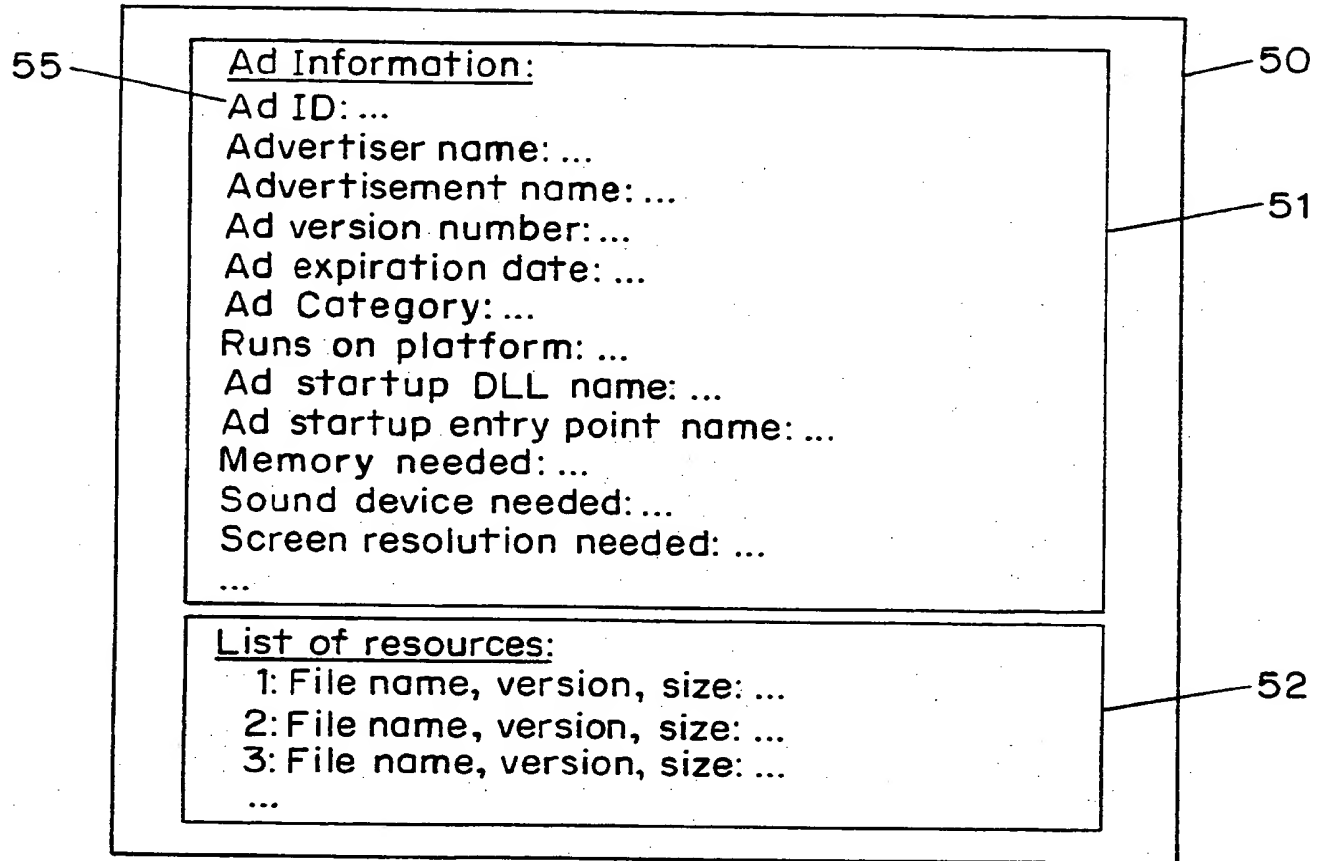 55
50
Ad Information:
Ad ID: ...
Advertiser name: ...
Advertisement name: ...
51
Ad version number: ...
Ad expiration date: ...
Ad Category: ...
Runs on platform: ...
Ad startup DLL name: ...
Ad startup entry point name: ...
Memory needed: ...
Sound device needed: ...
Screen resolution needed: ...
...
List of resources:
1: File name, version, size: ...
52
2: File name, version, size: ...
3: File name, version, size: ...
...